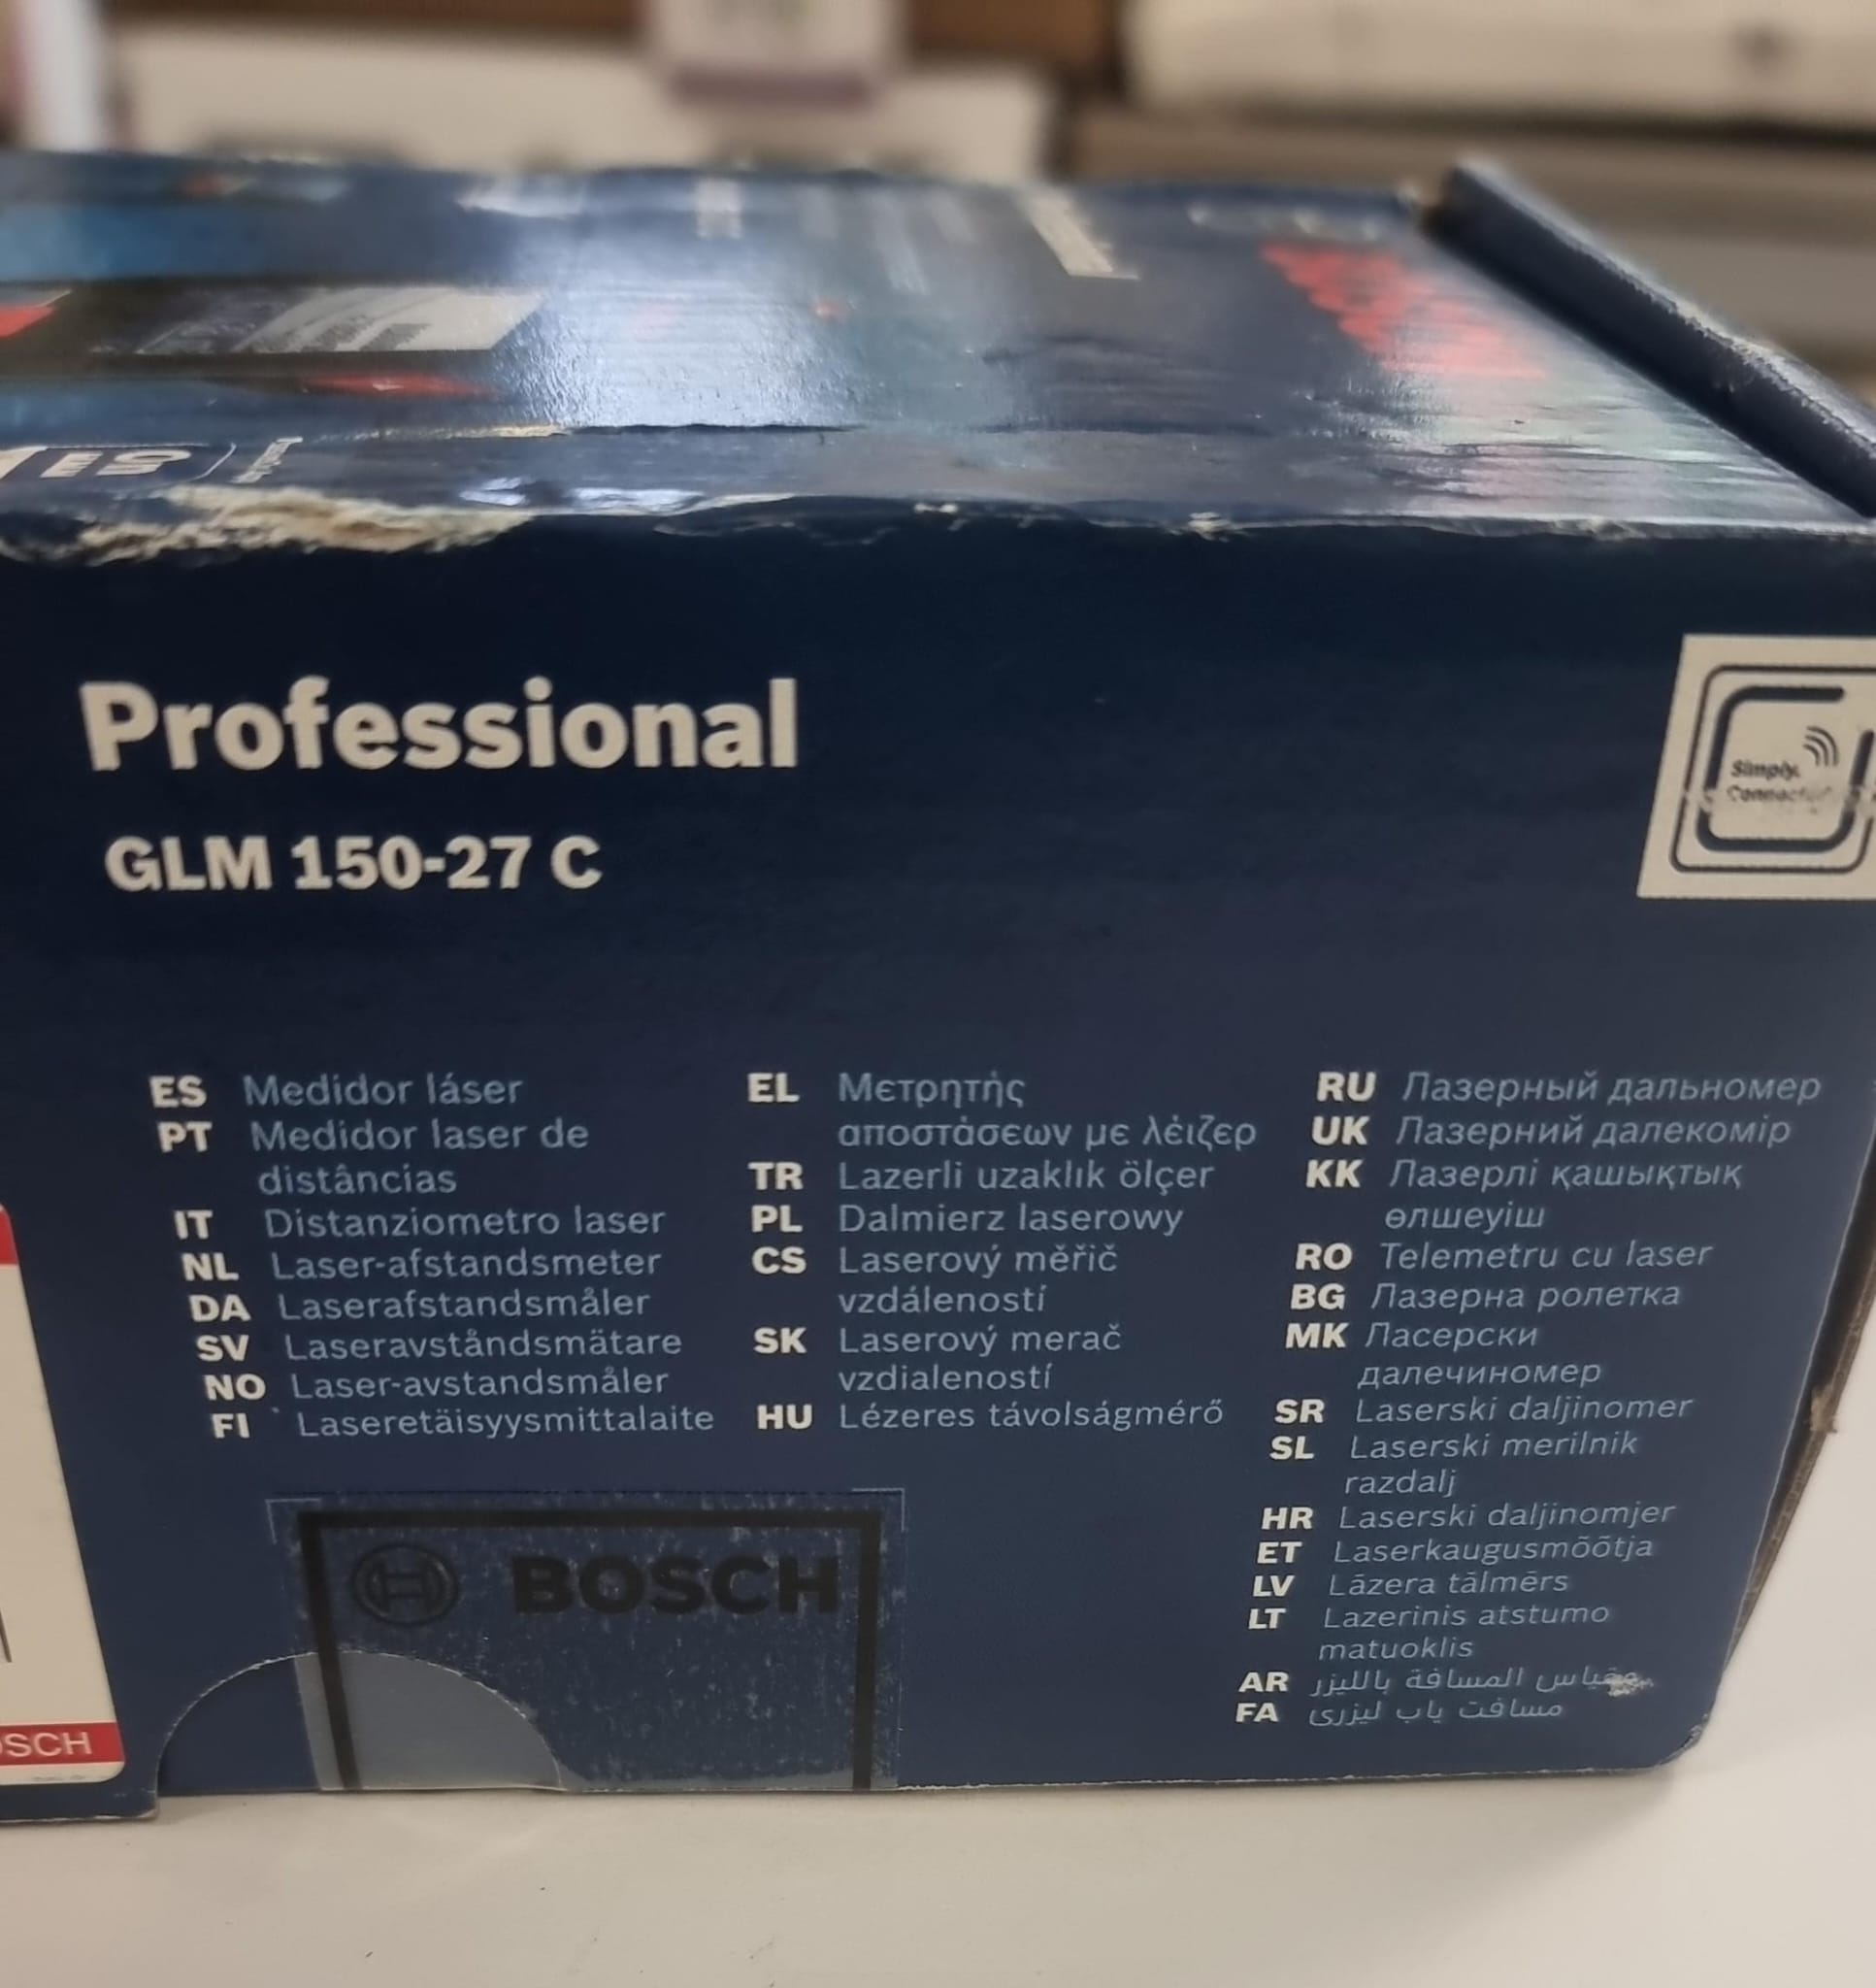 Professional
GLM 150-27 C
Simply.
ES Medidor láser
PT Medidor laser de
distâncias
IT Distanziometro laser
NL Laser-afstandsmeter
DA Laserafstandsmåler
SV Laseravståndsmätare
NO Laser-avstandsmåler
FI Laseretäisyysmittalaite
EL Μετρητής
αποστάσεων με λέιζερ
TR Lazerli uzaklık ölçer
PL Dalmierz laserowy
CS Laserový měřič
vzdáleností
SK Laserový merač
vzdialeností
HU Lézeres távolságmérő
RU Лазерный дальномер
UK Лазерний далекомір
KK Лазерлі қашықтық
өлшеуіш
RO Telemetru cu laser
BG Лазерна ролетка
MK Ласерски
далечиномер
SR Laserski daljinomer
SL Laserski merilnik
razdalj
HR Laserski daljinomjer
ET Laserkaugusmõõtja
LV Lāzera tālmērs
LT Lazerinis atstumo
matuoklis
AR مقياس المسافة بالليزر
FA مسافت یاب لیزری
BOSCH
OSCH